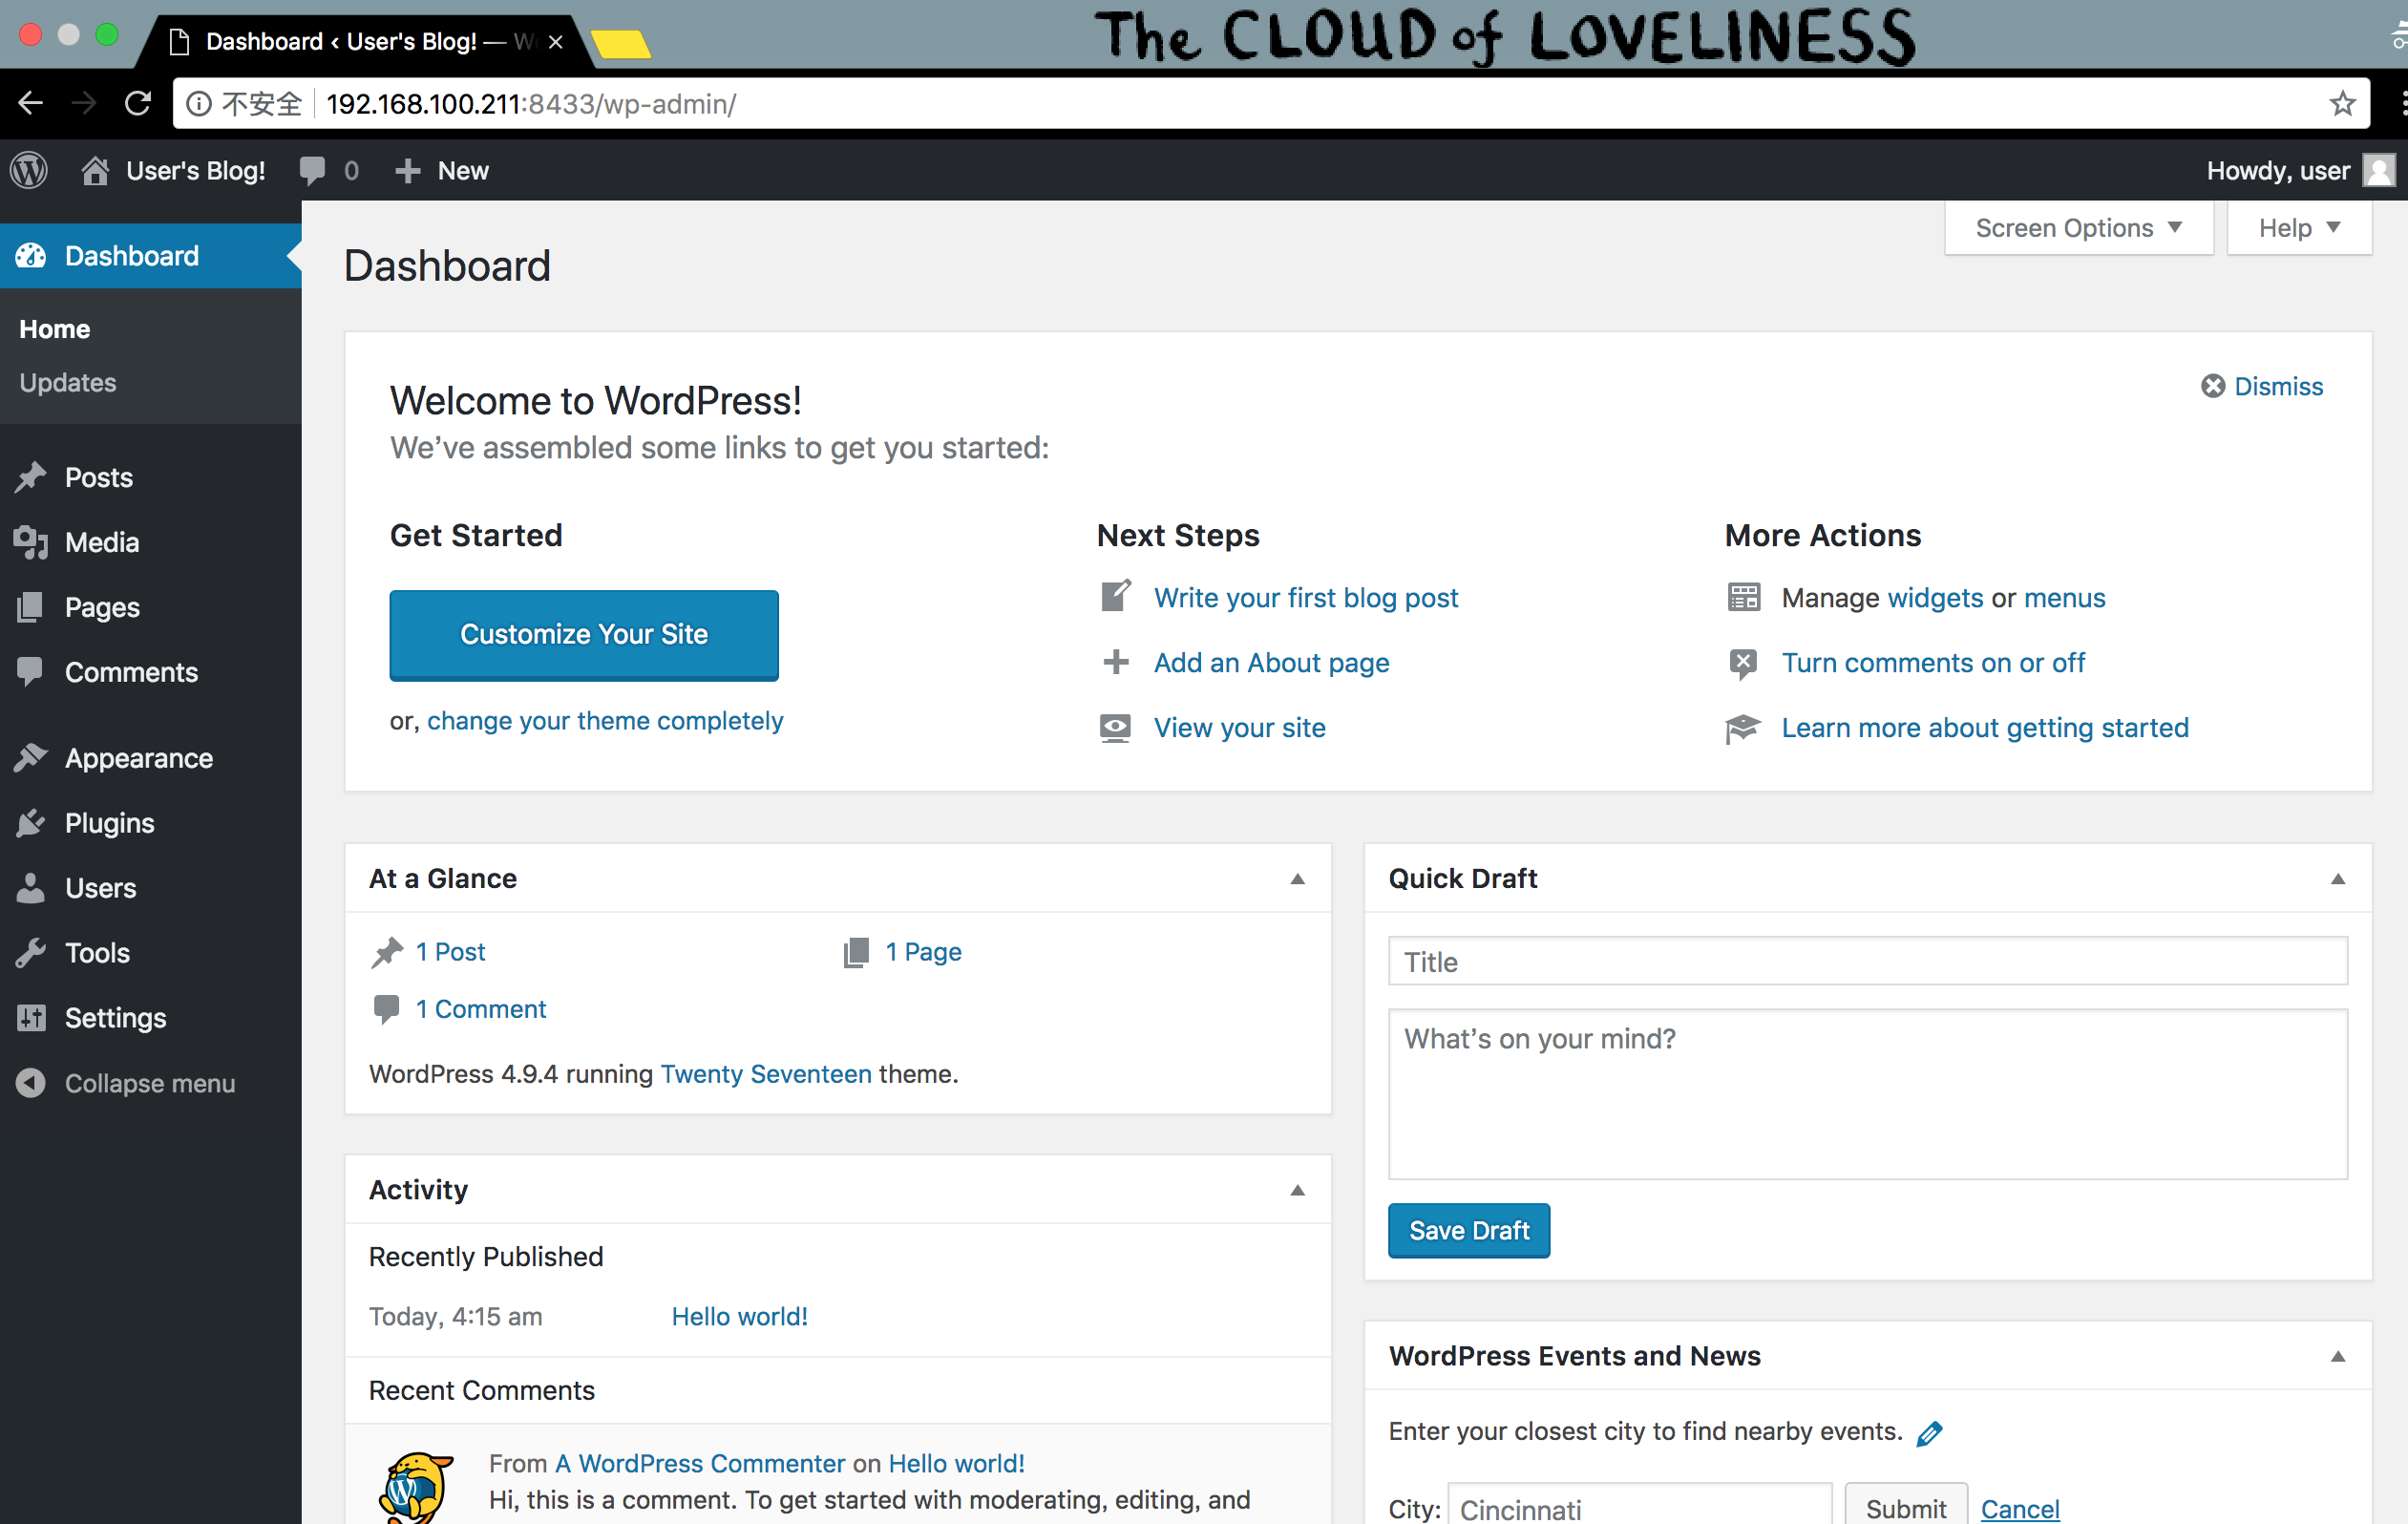 The CLOUD of LOVELINESS
Dashboard ‹ User's Blog! — W
不安全 192.168.100.211:8433/wp-admin/
User's Blog! 0 New Howdy, user
Screen Options Help
Dashboard
Home
Updates
Posts
Media
Pages
Comments
Appearance
Plugins
Users
Tools
Settings
Collapse menu
Dashboard
Welcome to WordPress!
Dismiss
We’ve assembled some links to get you started:
Get Started
Customize Your Site
or, change your theme completely
Next Steps
Write your first blog post
Add an About page
View your site
More Actions
Manage widgets or menus
Turn comments on or off
Learn more about getting started
At a Glance
1 Post 1 Page
1 Comment
WordPress 4.9.4 running Twenty Seventeen theme.
Activity
Recently Published
Today, 4:15 am Hello world!
Recent Comments
From A WordPress Commenter on Hello world!
Hi, this is a comment. To get started with moderating, editing, and
Quick Draft
Title
What’s on your mind?
Save Draft
WordPress Events and News
Enter your closest city to find nearby events.
City: Cincinnati Submit Cancel